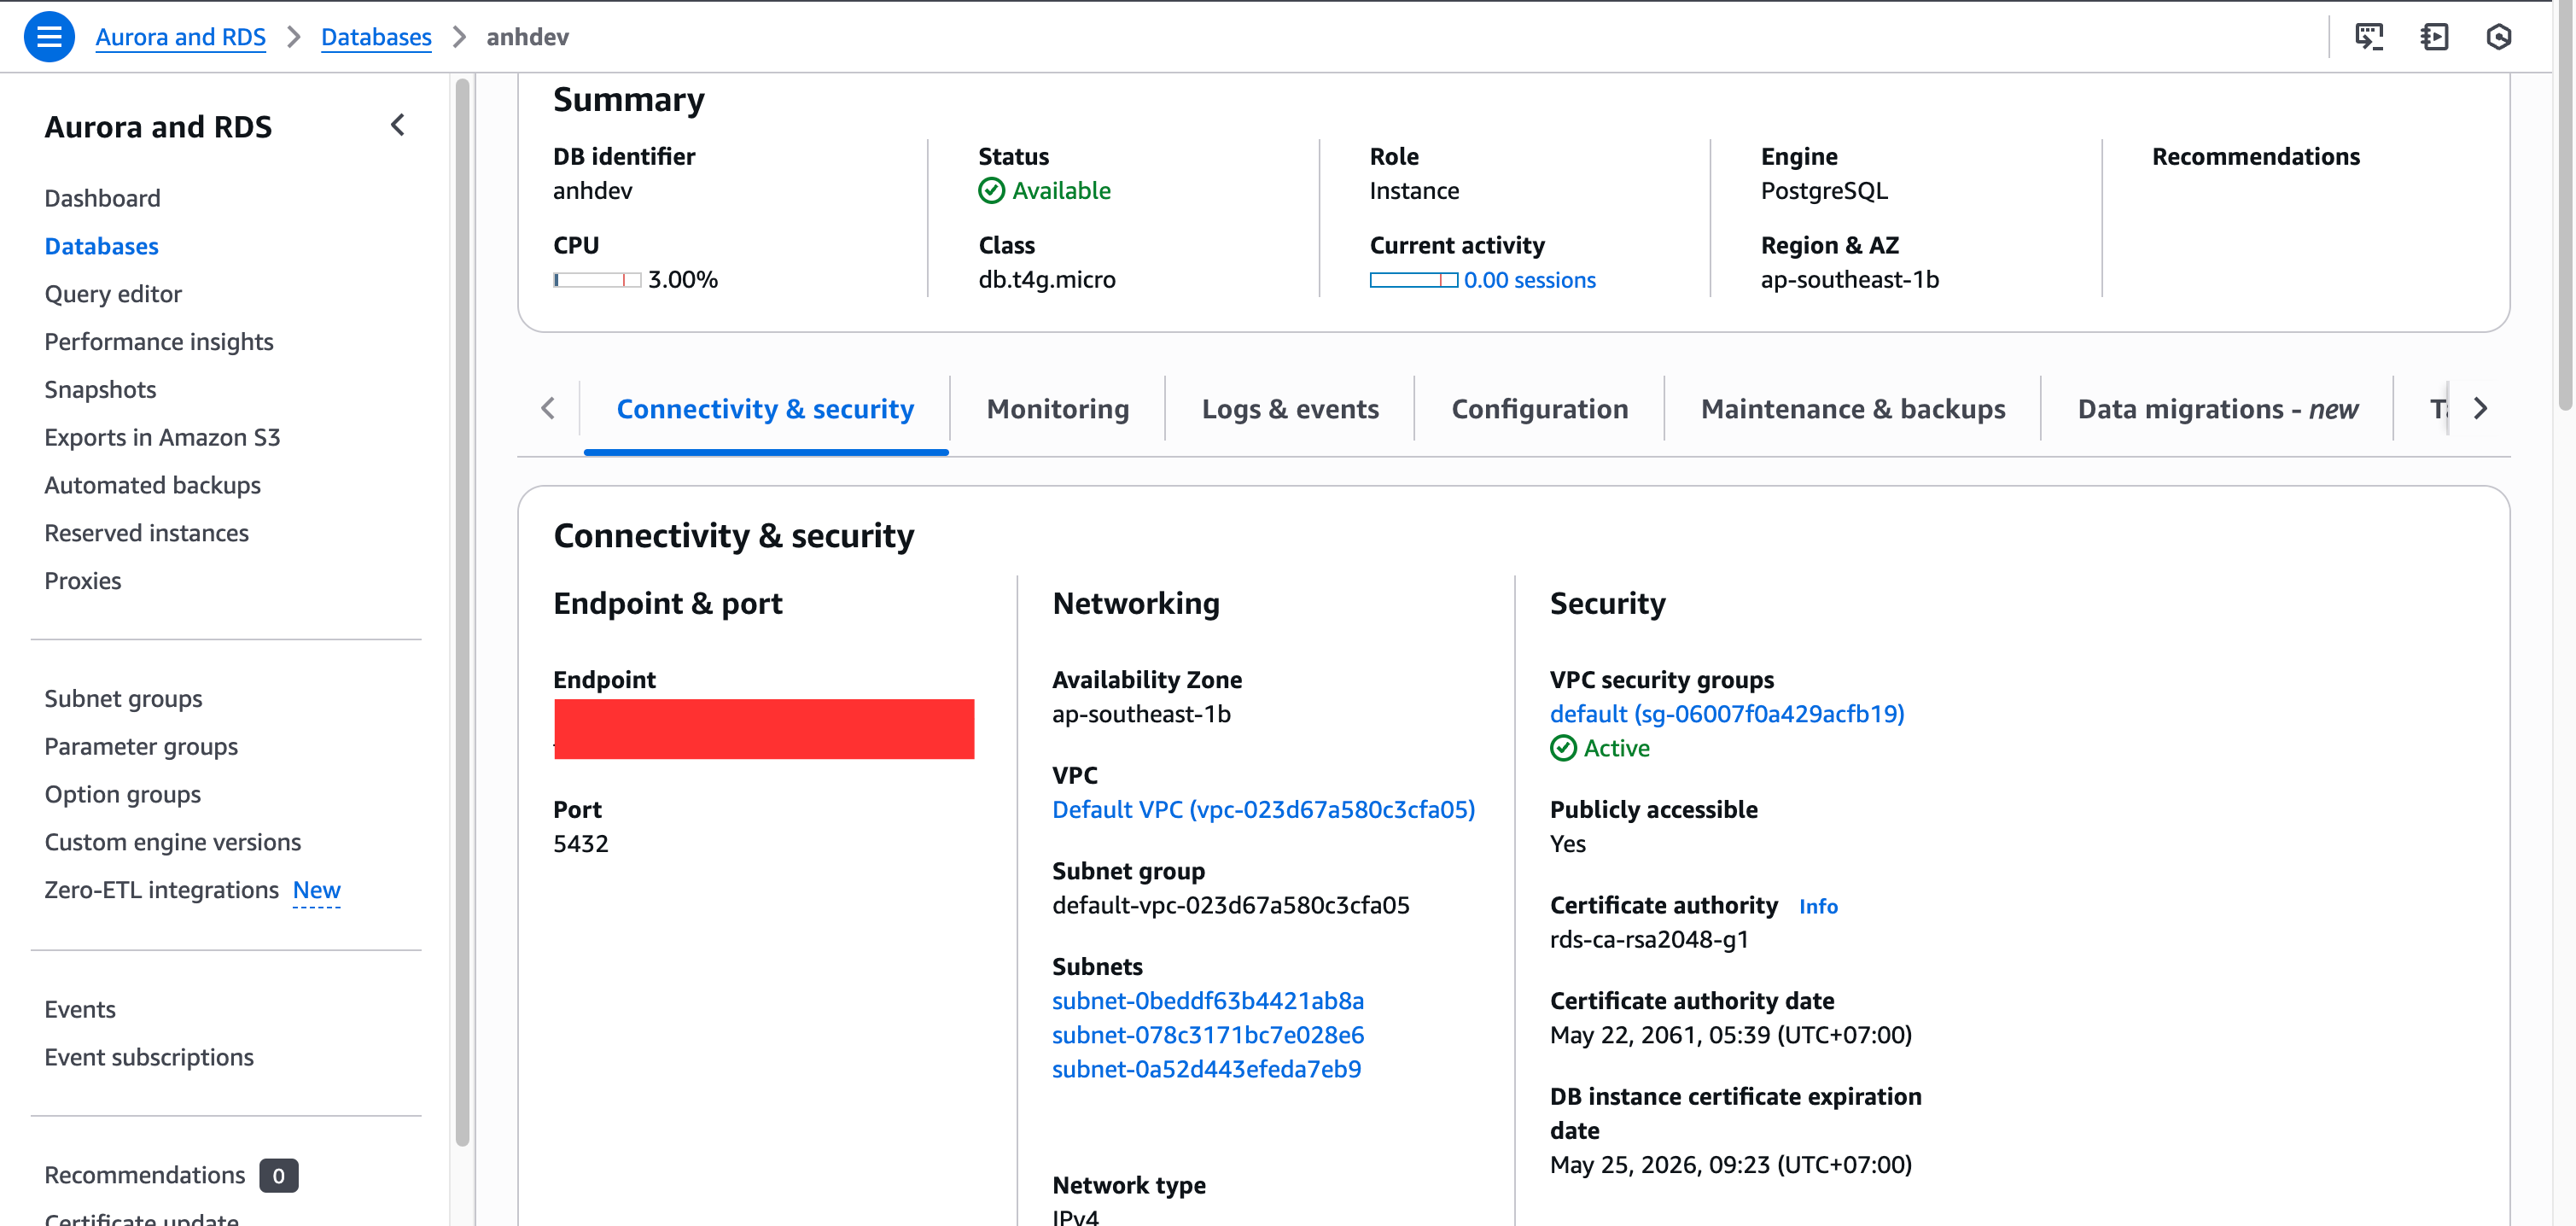 Aurora and RDS > Databases > anhdev
Aurora and RDS
Dashboard
Databases
Query editor
Performance insights
Snapshots
Exports in Amazon S3
Automated backups
Reserved instances
Proxies
Subnet groups
Parameter groups
Option groups
Custom engine versions
Zero-ETL integrations New
Events
Event subscriptions
Recommendations 0
Certificate update
Summary
DB identifier
anhdev
Status
Available
Role
Instance
Engine
PostgreSQL
Recommendations
CPU
3.00%
Class
db.t4g.micro
Current activity
0.00 sessions
Region & AZ
ap-southeast-1b
Connectivity & security
Monitoring
Logs & events
Configuration
Maintenance & backups
Data migrations - new
Connectivity & security
Endpoint & port
Endpoint
Port
5432
Networking
Availability Zone
ap-southeast-1b
VPC
Default VPC (vpc-023d67a580c3cfa05)
Subnet group
default-vpc-023d67a580c3cfa05
Subnets
subnet-0beddf63b4421ab8a
subnet-078c3171bc7e028e6
subnet-0a52d443efeda7eb9
Network type
IPv4
Security
VPC security groups
default (sg-06007f0a429acfb19)
Active
Publicly accessible
Yes
Certificate authority Info
rds-ca-rsa2048-g1
Certificate authority date
May 22, 2061, 05:39 (UTC+07:00)
DB instance certificate expiration
date
May 25, 2026, 09:23 (UTC+07:00)